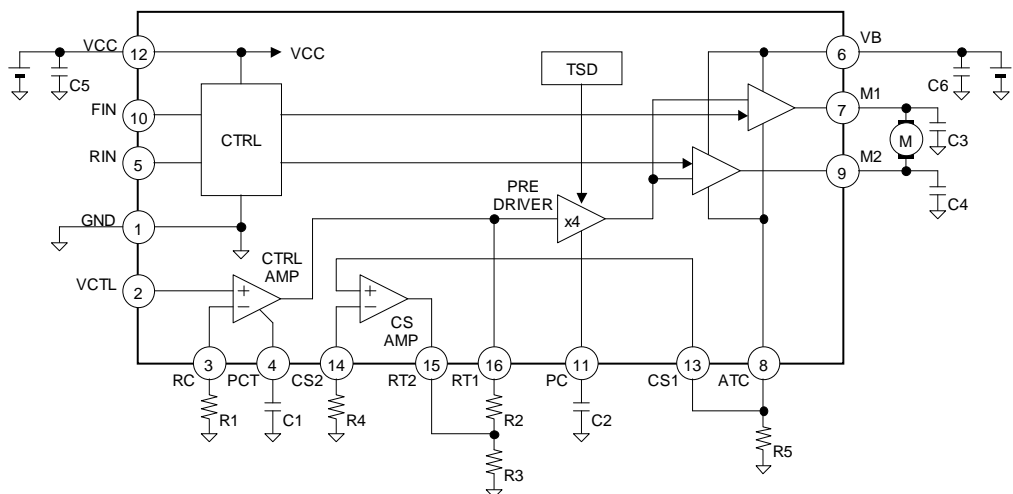 VCC
12
VCC
VB
6
TSD
C5
C6
FIN
10
M1
7
CTRL
M
C3
RIN
5
M2
9
PRE
DRIVER
C4
GND
1
x4
CTRL
AMP
VCTL
2
+
−
+
−
CS
AMP
3
4
14
15
16
11
13
8
RC
PCT
CS2
RT2
RT1
PC
CS1
ATC
R1
C1
R4
R2
C2
R5
R3